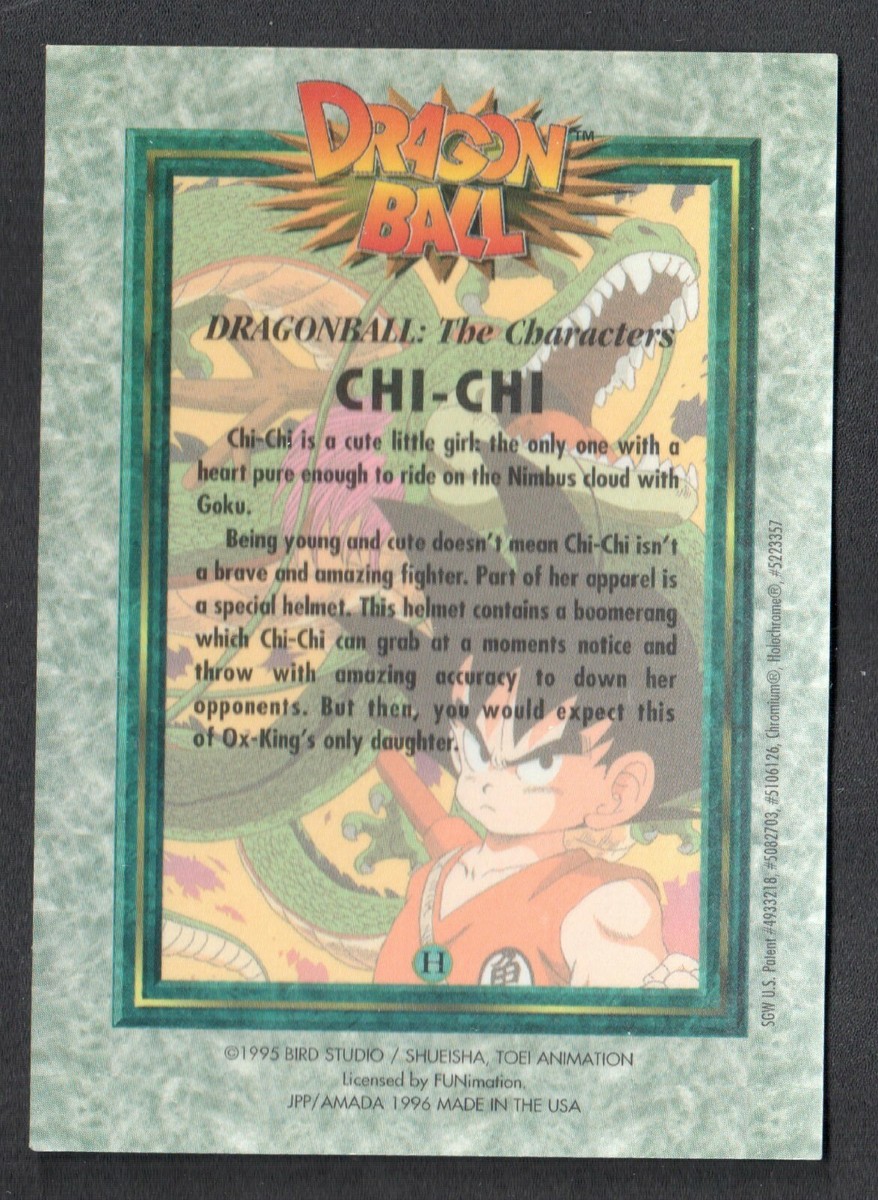 DRAGON
BALL
™
DRAGONBALL: The Characters
CHI-CHI
Chi-Chi is a cute little girl: the only one with a
heart pure enough to ride on the Nimbus cloud with
Goku.
Being young and cute doesn't mean Chi-Chi isn't
a brave and amazing fighter. Part of her apparel is
a special helmet. This helmet contains a boomerang
which Chi-Chi can grab at a moments notice and
throw with amazing accuracy to down her
opponents. But then, you would expect this
of Ox-King's only daughter.
亀
H
SGW U.S. Patent #4933218, #5082703, #5106126, Chromium®, Holochrome®, #5223357
©1995 BIRD STUDIO / SHUEISHA, TOEI ANIMATION
Licensed by FUNimation.
JPP/AMADA 1996 MADE IN THE USA